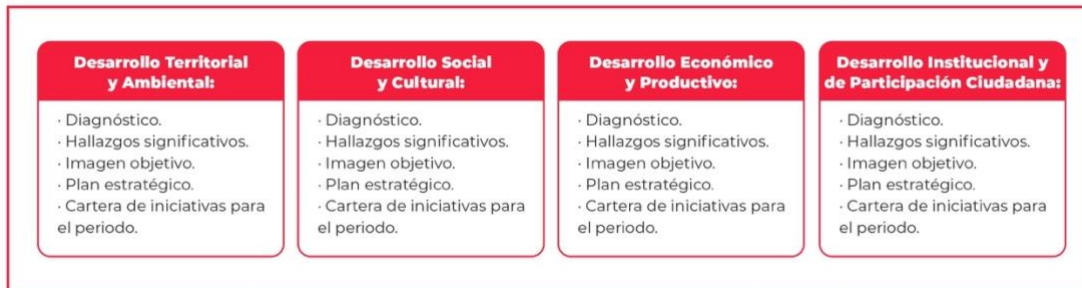 Desarrollo Territorial
y Ambiental:
· Diagnóstico.
· Hallazgos significativos.
· Imagen objetivo.
· Plan estratégico.
· Cartera de iniciativas para
el periodo.
Desarrollo Social
y Cultural:
· Diagnóstico.
· Hallazgos significativos.
· Imagen objetivo.
· Plan estratégico.
· Cartera de iniciativas para
el periodo.
Desarrollo Económico
y Productivo:
· Diagnóstico.
· Hallazgos significativos.
· Imagen objetivo.
· Plan estratégico.
· Cartera de iniciativas para
el periodo.
Desarrollo Institucional y
de Participación Ciudadana:
· Diagnóstico.
· Hallazgos significativos.
· Imagen objetivo.
· Plan estratégico.
· Cartera de iniciativas para
el periodo.